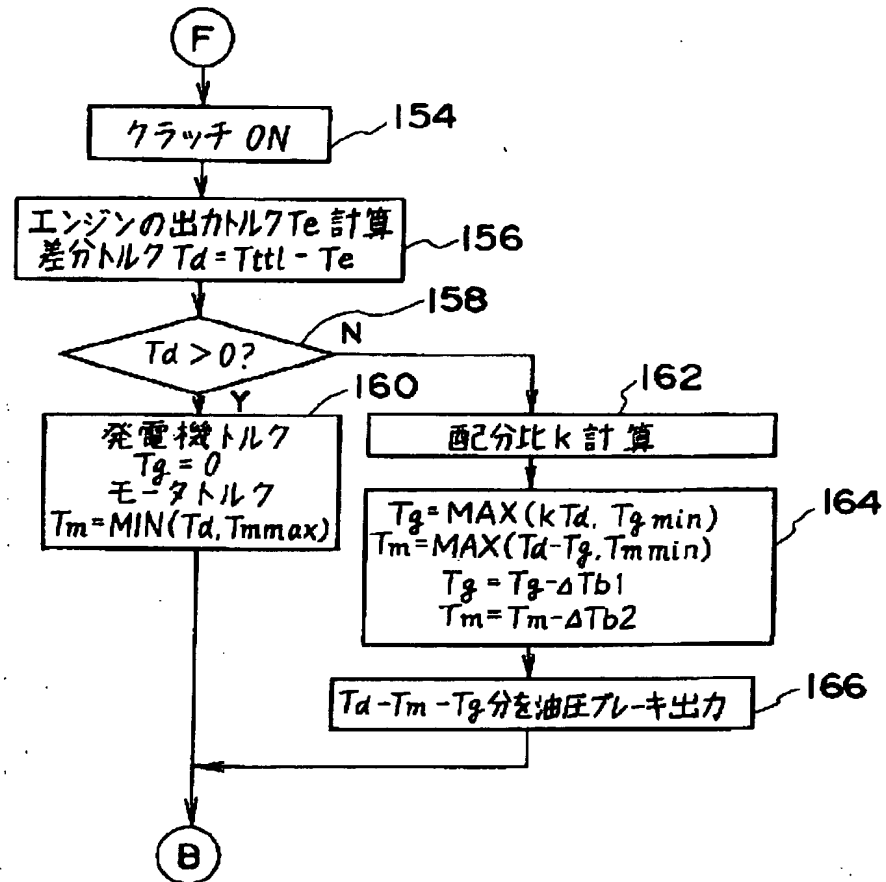 F
クラッチ ON
154
エンジンの出力トルクTe計算
差分トルク Td = Tttl - Te
156
158
Td > 0?
N
Y
160
発電機トルク
Tg = 0
モータトルク
Tm=MIN(Td, Tmmax)
162
配分比 k 計算
Tg=MAX(kTd, Tgmin)
Tm=MAX(Td-Tg, Tmmin)
Tg=Tg-ΔTb1
Tm=Tm-ΔTb2
164
Td-Tm-Tg分を油圧ブレーキ出力
166
B